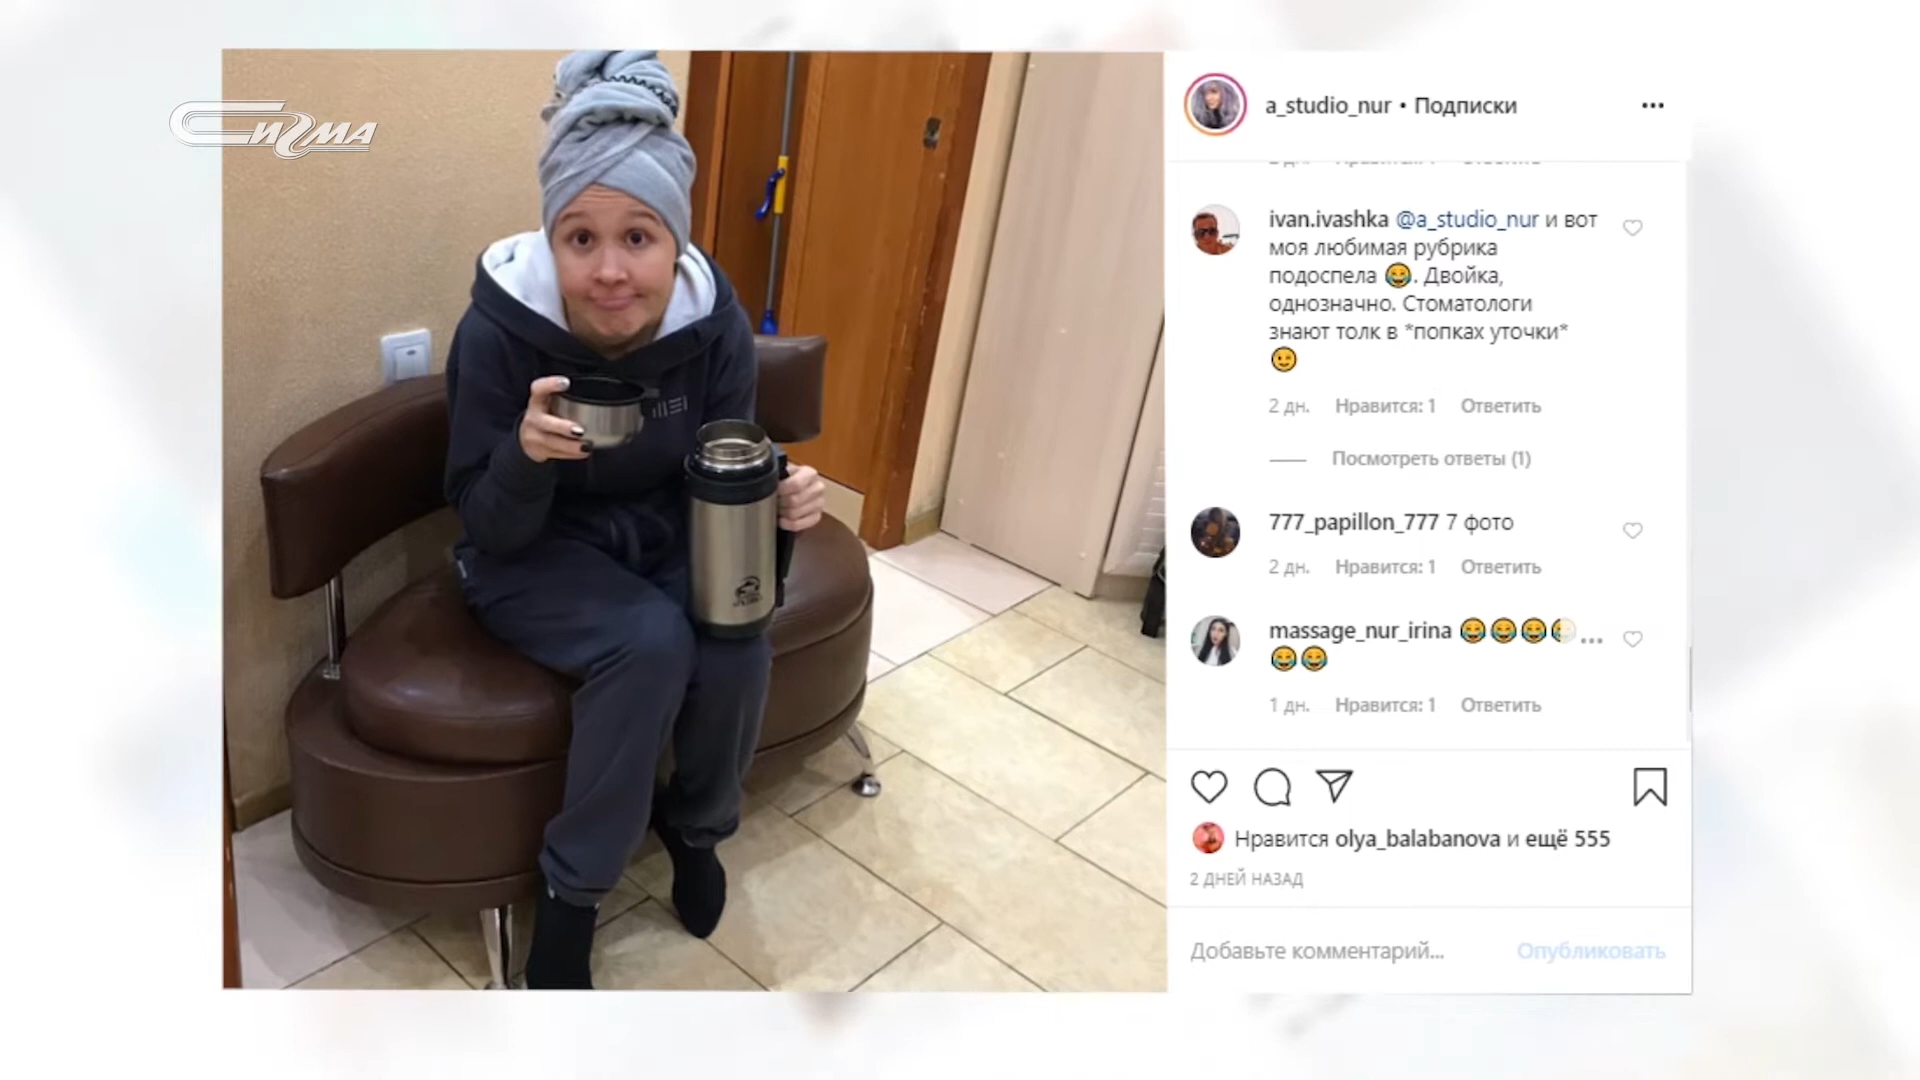 СИГМА
a_studio_nur • Подписки
ivan.ivashka @a_studio_nur и вот
моя любимая рубрика
подоспела 😂. Двойка,
однозначно. Стоматологи
знают толк в *попках уточки*
😉
2 дн. Нравится: 1 Ответить
Посмотреть ответы (1)
777_papillon_777 7 фото
2 дн. Нравится: 1 Ответить
massage_nur_irina 😂😂😂😂
😂😂
1 дн. Нравится: 1 Ответить
Нравится olya_balabanova и ещё 555
2 ДНЕЙ НАЗАД
Добавьте комментарий... Опубликовать